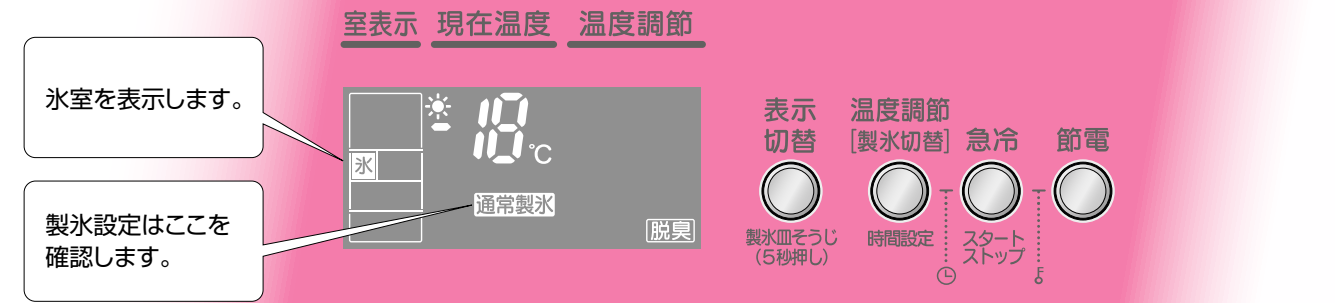 室表示 現在温度 温度調節
氷室を表示します。
氷
18℃
製氷設定はここを
確認します。
通常製氷
脱臭
表示
切替
温度調節
[製氷切替]
急冷
節電
製氷皿そうじ
(5秒押し)
時間設定
スタート
ストップ